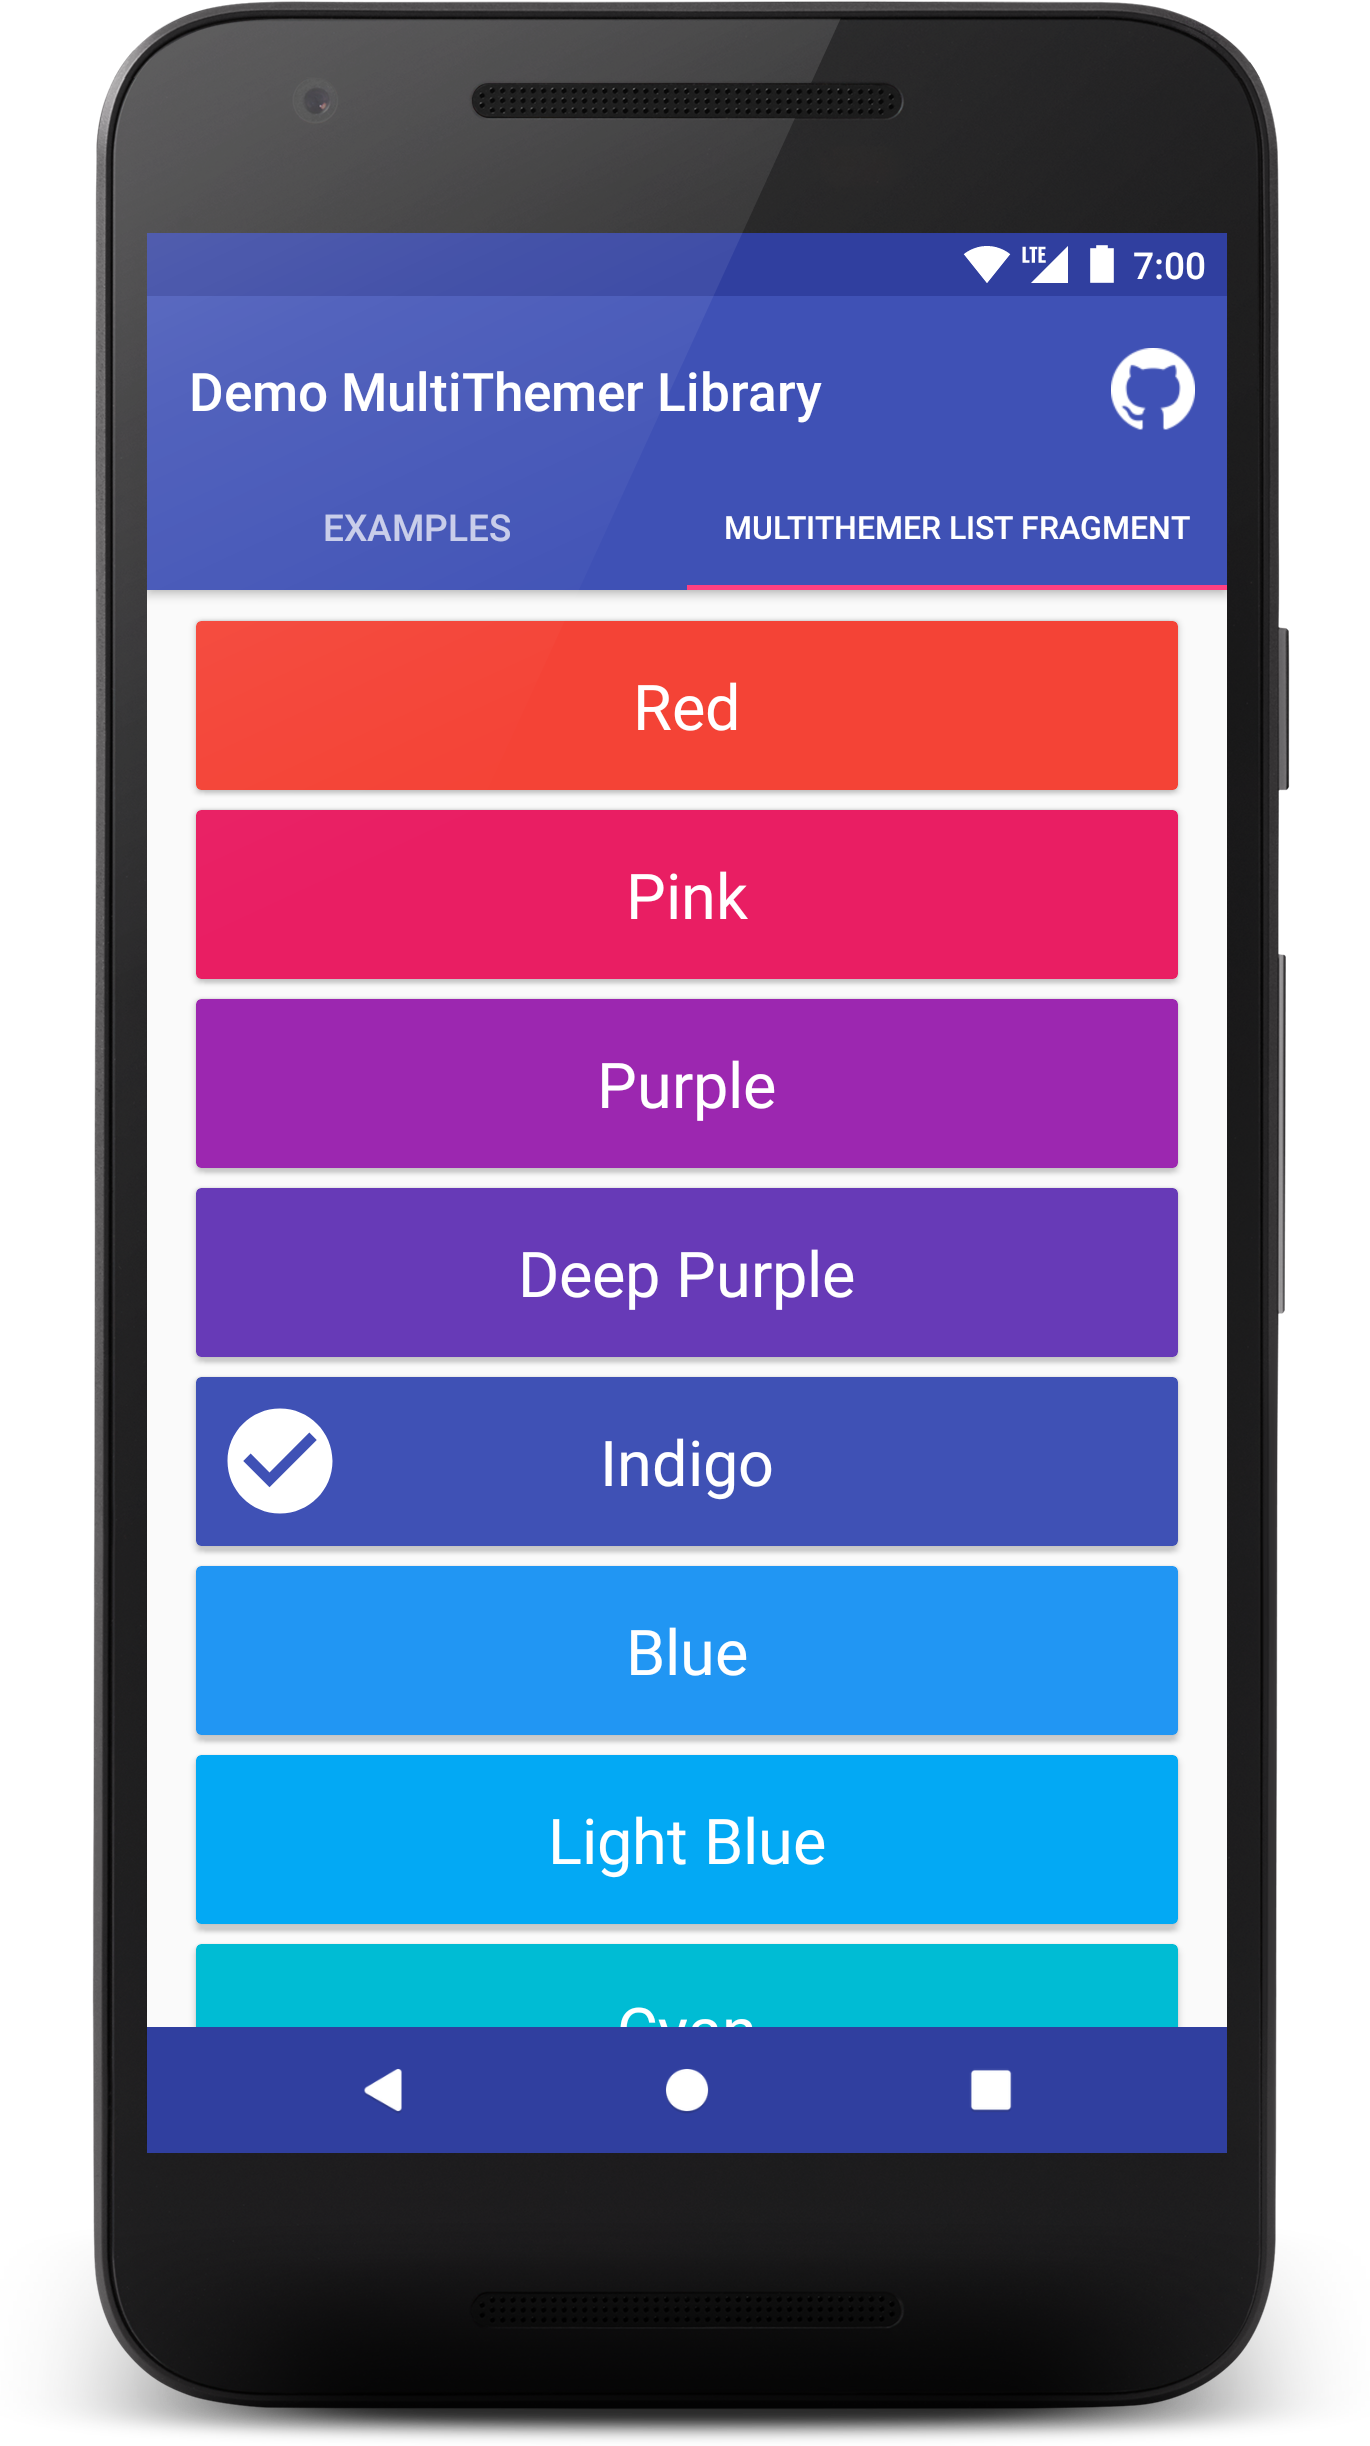 LTE 7:00
Demo MultiThemer Library
EXAMPLES MULTITHEMER LIST FRAGMENT
Red
Pink
Purple
Deep Purple
Indigo
Blue
Light Blue
Cyan